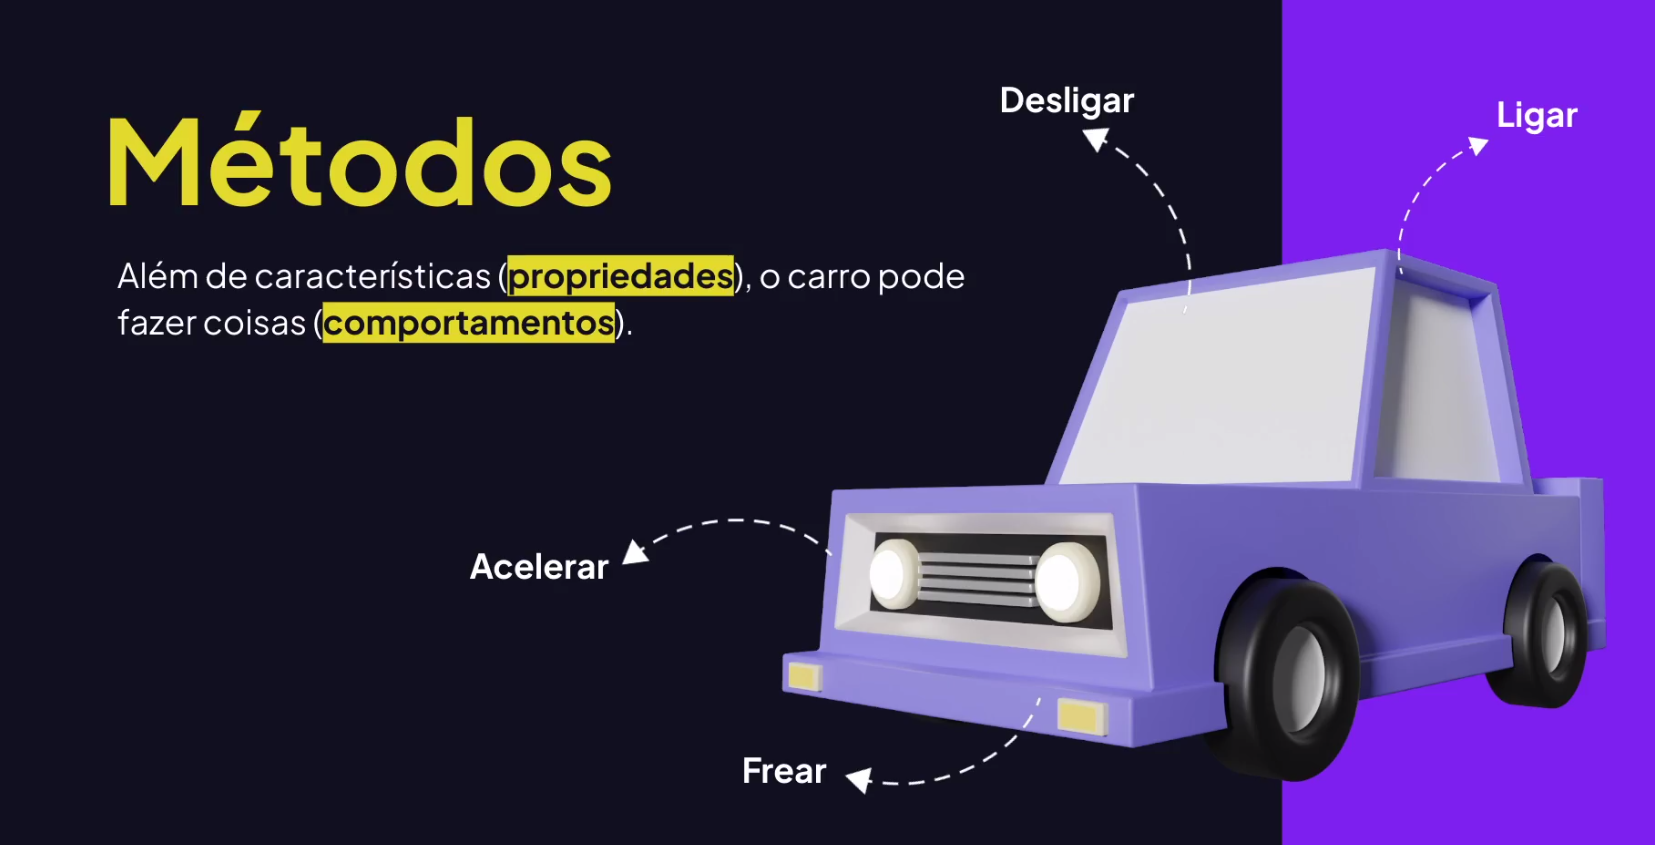 Métodos
Além de características (propriedades), o carro pode
fazer coisas (comportamentos).
Desligar
Ligar
Acelerar
Frear